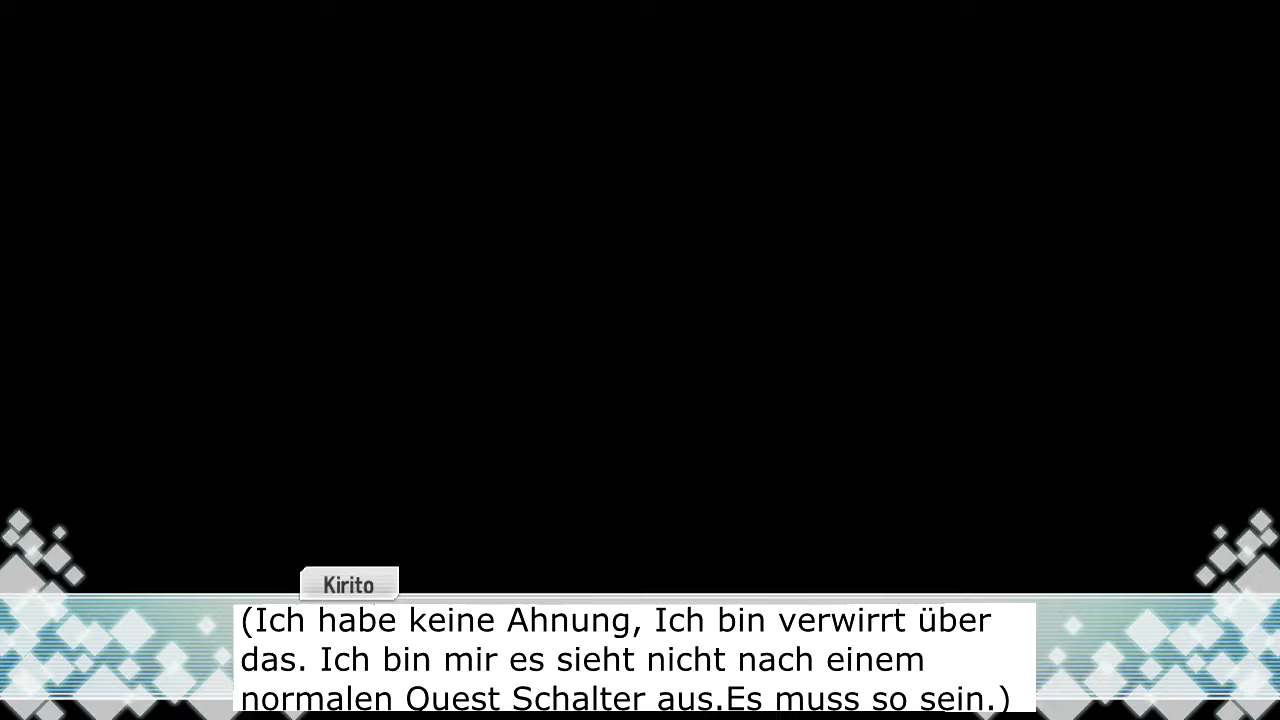 Kirito
(Ich habe keine Ahnung, Ich bin verwirrt über
das. Ich bin mir es sieht nicht nach einem
normalen Quest Schalter aus.Es muss so sein.)